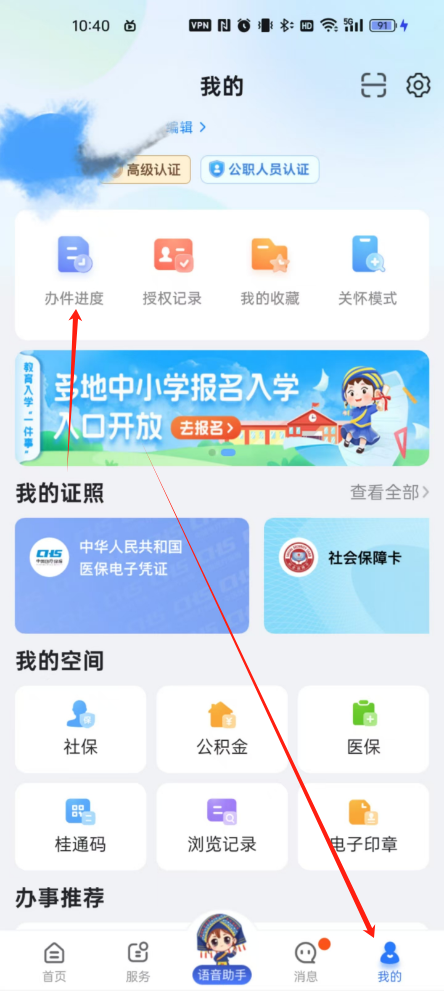 10:40 VPN HD 5G 91
我的
编辑
高级认证 公职人员认证
办件进度 授权记录 我的收藏 关怀模式
教育入学"一件事"
多地中小学报名入学
入口开放 去报名
我的证照 查看全部
CHS
中华人民共和国
医保电子凭证
社会保障卡
我的空间
社保 公积金 医保
桂通码 浏览记录 电子印章
办事推荐
首页 服务 语音助手 消息 我的